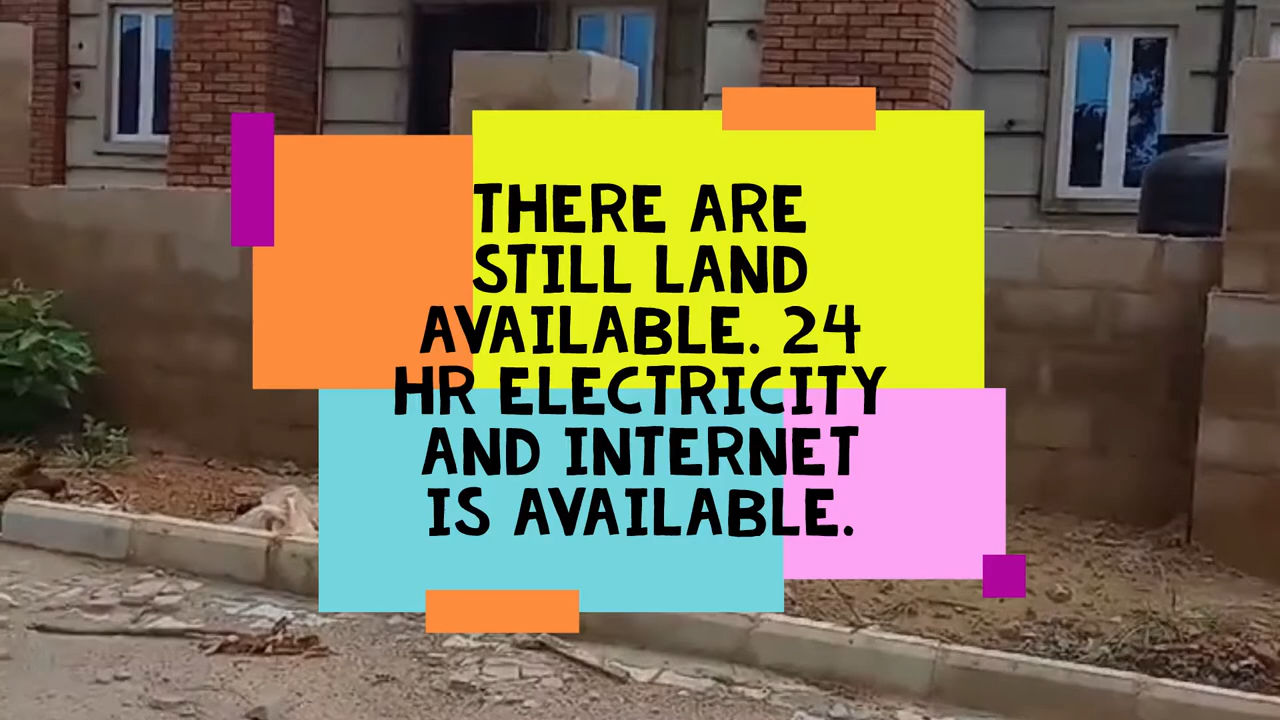 THERE ARE
STILL LAND
AVAILABLE. 24
HR ELECTRICITY
AND INTERNET
IS AVAILABLE.